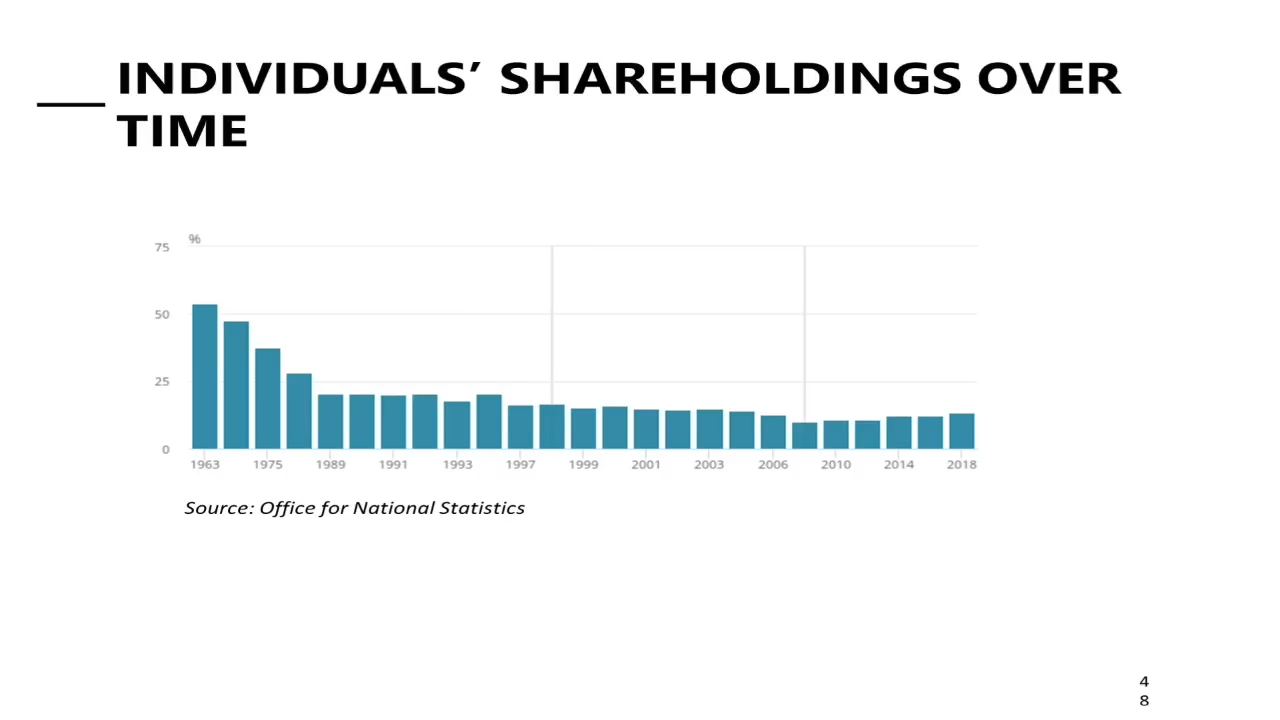 INDIVIDUALS’ SHAREHOLDINGS OVER
TIME
%
75
50
25
0
1963 1975 1989 1991 1993 1997 1999 2001 2003 2006 2010 2014 2018
Source: Office for National Statistics
4
8